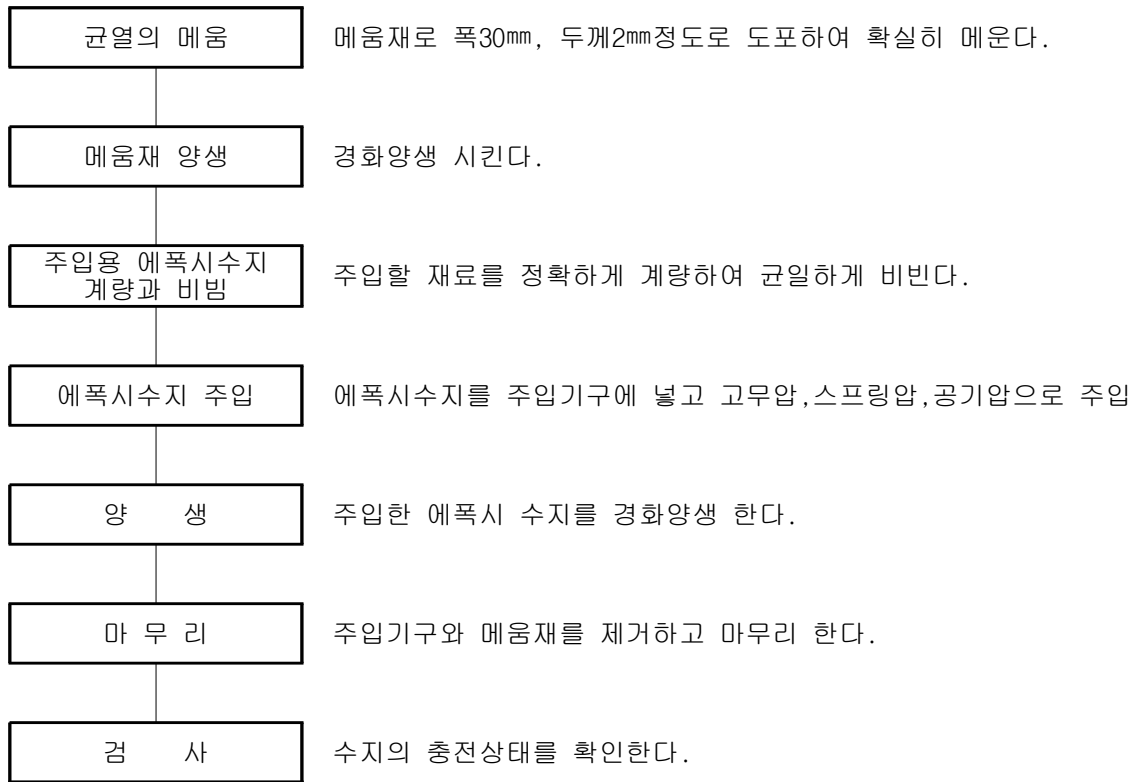 균열의 메움
메움재로 폭30㎜, 두께2㎜정도로 도포하여 확실히 메운다.
메움재 양생
경화양생 시킨다.
주입용 에폭시수지
계량과 비빔
주입할 재료를 정확하게 계량하여 균일하게 비빈다.
에폭시수지 주입
에폭시수지를 주입기구에 넣고 고무압,스프링압,공기압으로 주입
양 생
주입한 에폭시 수지를 경화양생 한다.
마 무 리
주입기구와 메움재를 제거하고 마무리 한다.
검 사
수지의 충전상태를 확인한다.